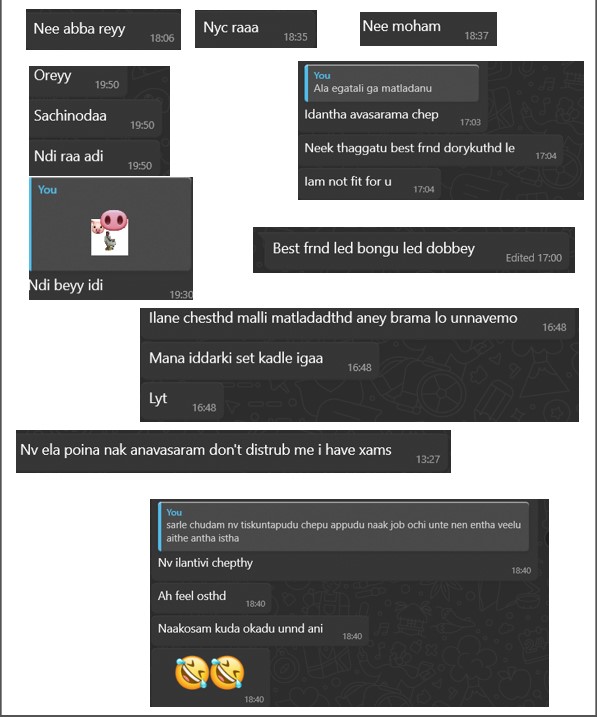 Nee abba reyy
18:06
Nyc raaa
18:35
Nee moham
18:37
Oreyy
19:50
Sachinodaa
19:50
Ndi raa adi
19:50
You
Ndi beyy idi
19:30
You
Ala egatali ga matladanu
Idantha avasarama chep
17:03
Neek thaggatu best frnd dorykuthd le
17:04
Iam not fit for u
17:04
Best frnd led bongu led dobbey
Edited 17:00
Ilane chesthd malli matladadthd aney brama lo unnavemo
16:48
Mana iddarki set kadle igaa
16:48
Lyt
16:48
Nv ela poina nak anavasaram don't distrub me i have xams
13:27
You
sarle chudam nv tiskuntapudu chepu appudu naak job ochi unte nen entha veelu
aithe antha istha
Nv ilantivi chepthy
18:40
Ah feel osthd
18:40
Naakosam kuda okadu unnd ani
18:40
🤣🤣
18:40